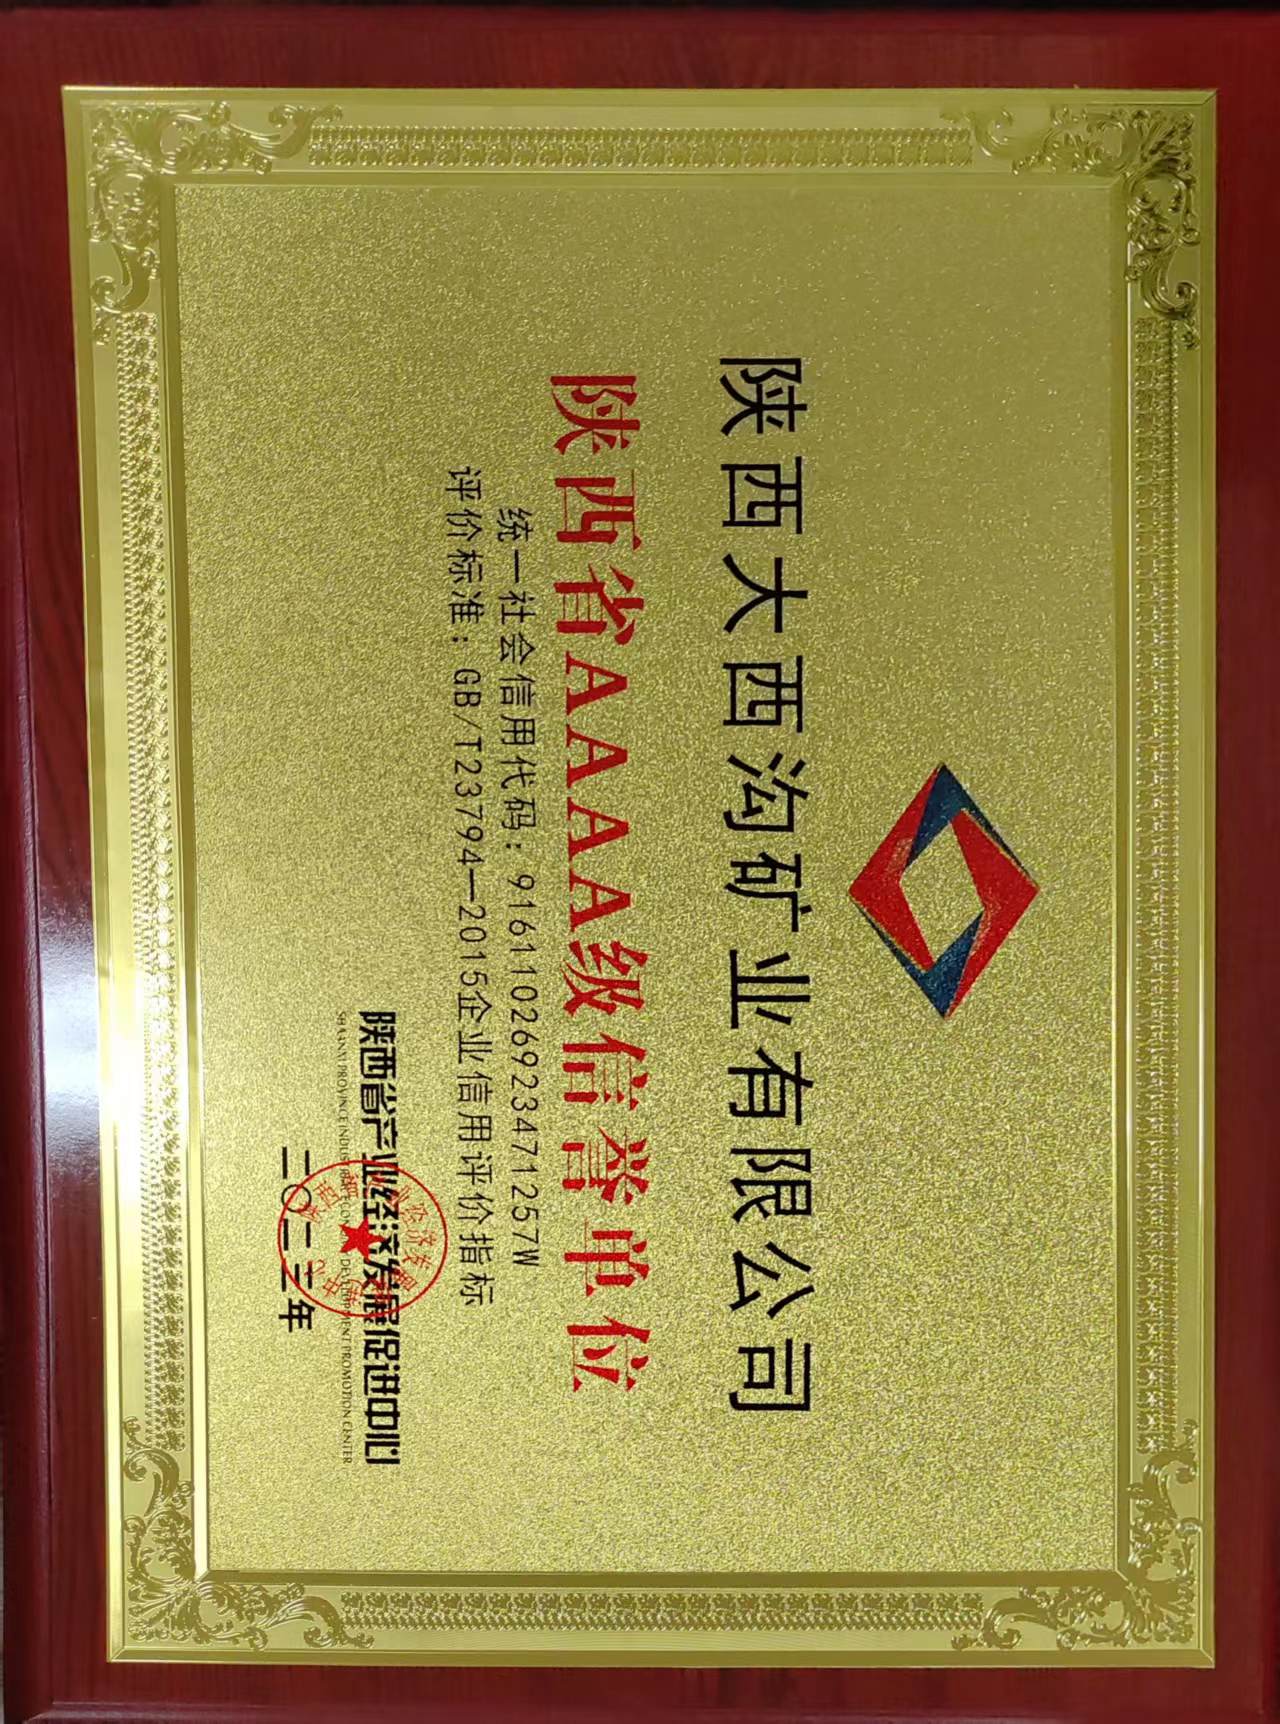 陕西大西沟矿业有限公司
陕西省AAAA级信誉单位
统一社会信用代码：91611026923471257W
评价标准：GB/T23794—2015企业信用评价指标
陕西省产业经济发展促进中心
SHAANXI PROVINCE DEVELOPMENT PROMOTION CENTER
二〇二三年